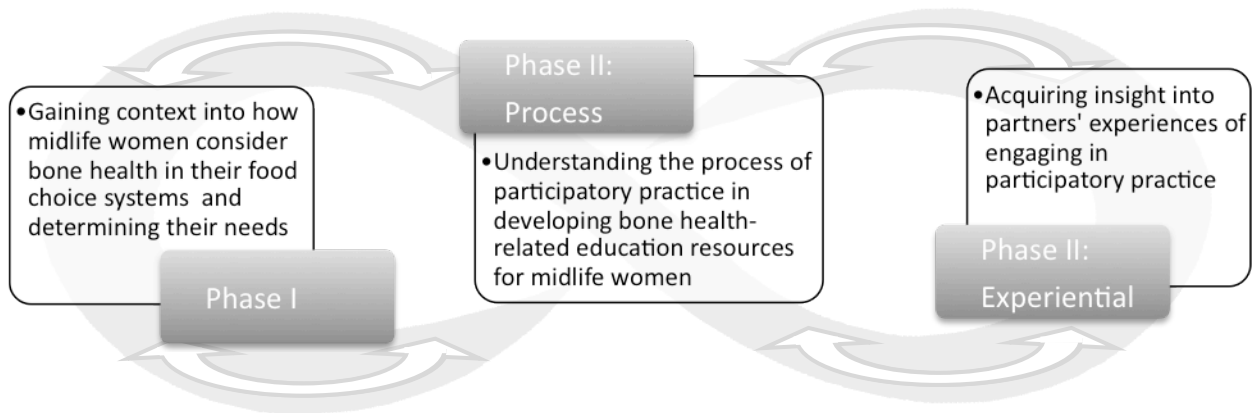 •Gaining context into how
midlife women consider
bone health in their food
choice systems  and
determining their needs
Phase I
Phase II:
Process
•Understanding the process of
participatory practice in
developing bone health-
related education resources
for midlife women
•Acquiring insight into
partners' experiences of
engaging in
participatory practice
Phase II:
Experiential